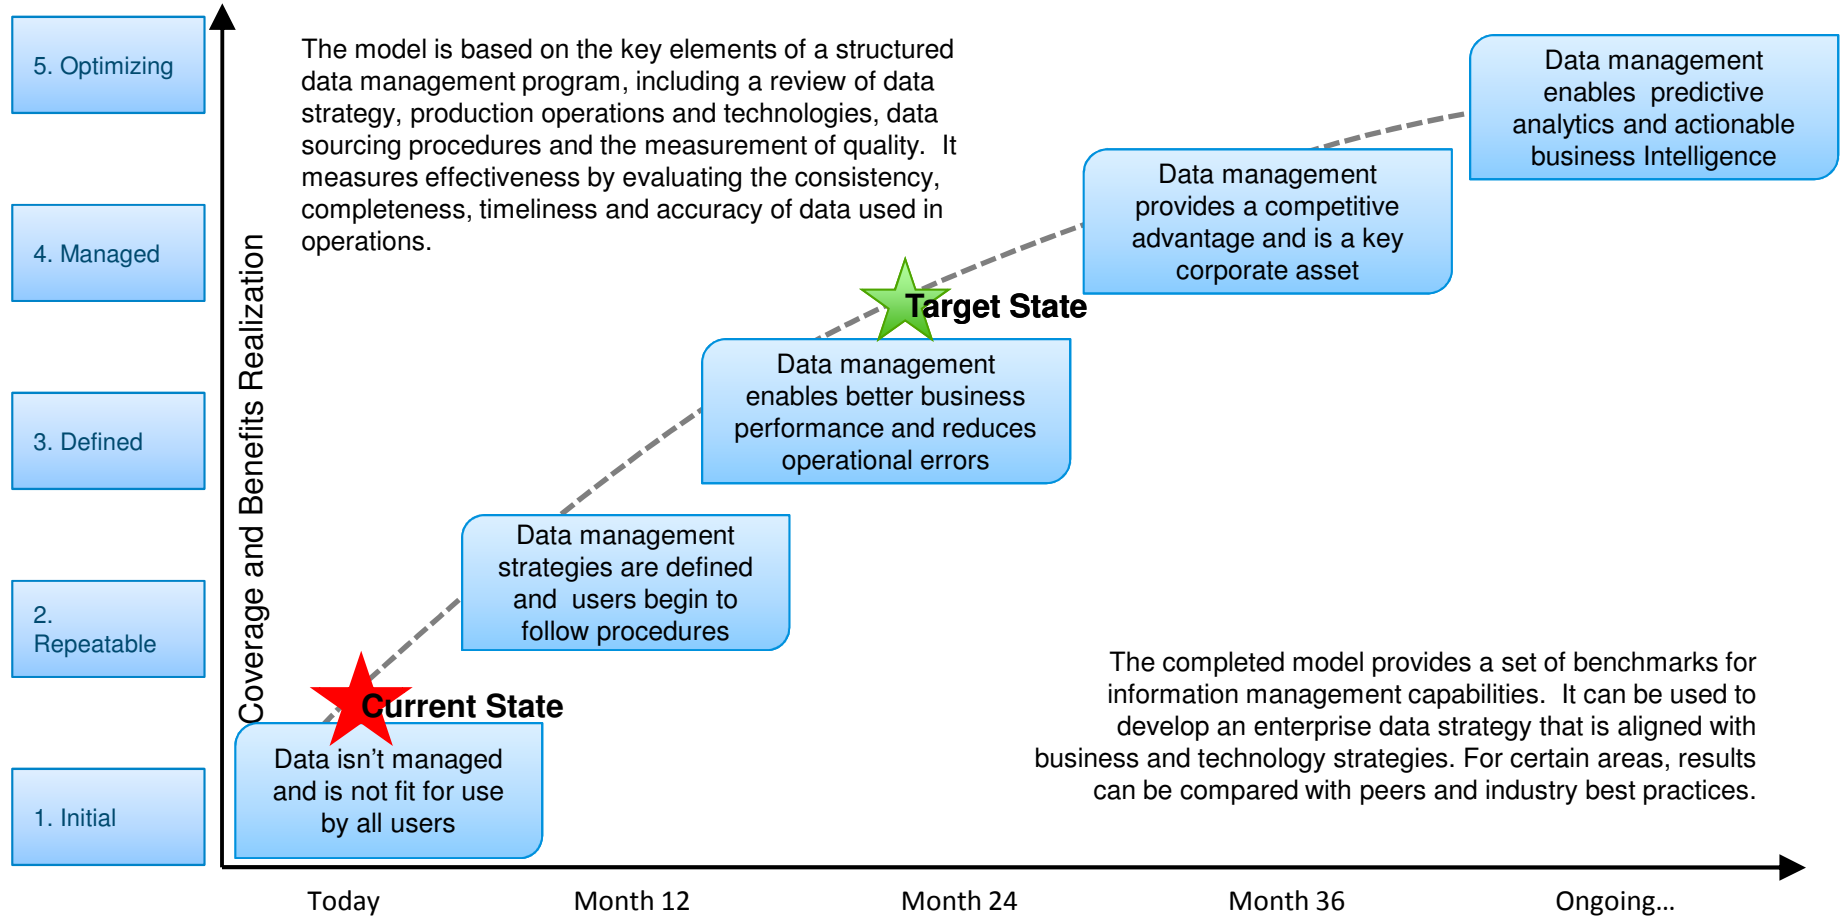 5. Optimizing
4. Managed
3. Defined
2.
Repeatable
1. Initial
Coverage and Benefits Realization
The model is based on the key elements of a structured
data management program, including a review of data
strategy, production operations and technologies, data
sourcing procedures and the measurement of quality.  It
measures effectiveness by evaluating the consistency,
completeness, timeliness and accuracy of data used in
operations.
Data management
enables  predictive
analytics and actionable
business Intelligence
Data management
provides a competitive
advantage and is a key
corporate asset
Target State
Data management
enables better business
performance and reduces
operational errors
Data management
strategies are defined
and  users begin to
follow procedures
Current State
Data isn’t managed
and is not fit for use
by all users
The completed model provides a set of benchmarks for
information management capabilities.  It can be used to
develop an enterprise data strategy that is aligned with
business and technology strategies. For certain areas, results
can be compared with peers and industry best practices.
Today
Month 12
Month 24
Month 36
Ongoing...